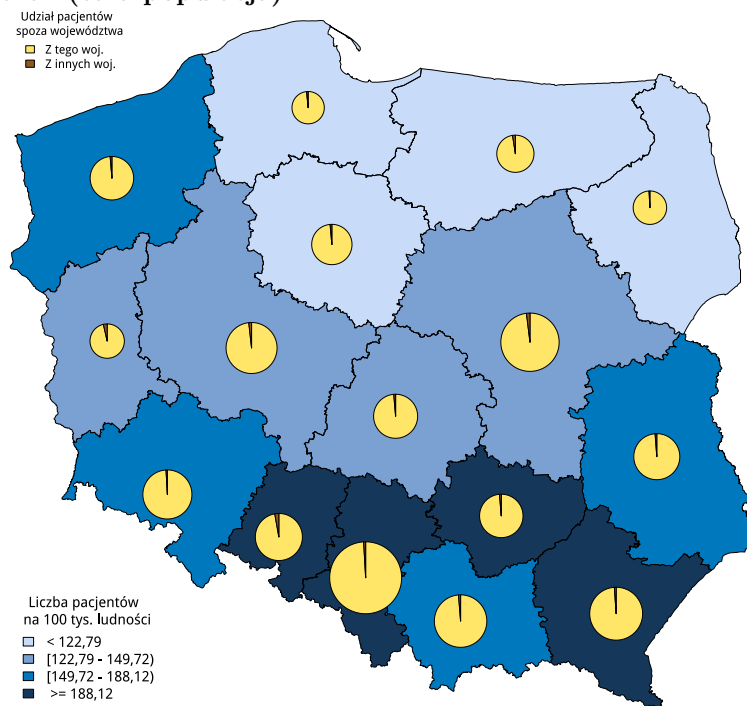 Udział pacjentów
spoza województwa
Z tego woj.
Z innych woj.
Liczba pacjentów
na 100 tys. ludności
< 122,79
[122,79 - 149,72)
[149,72 - 188,12)
>= 188,12